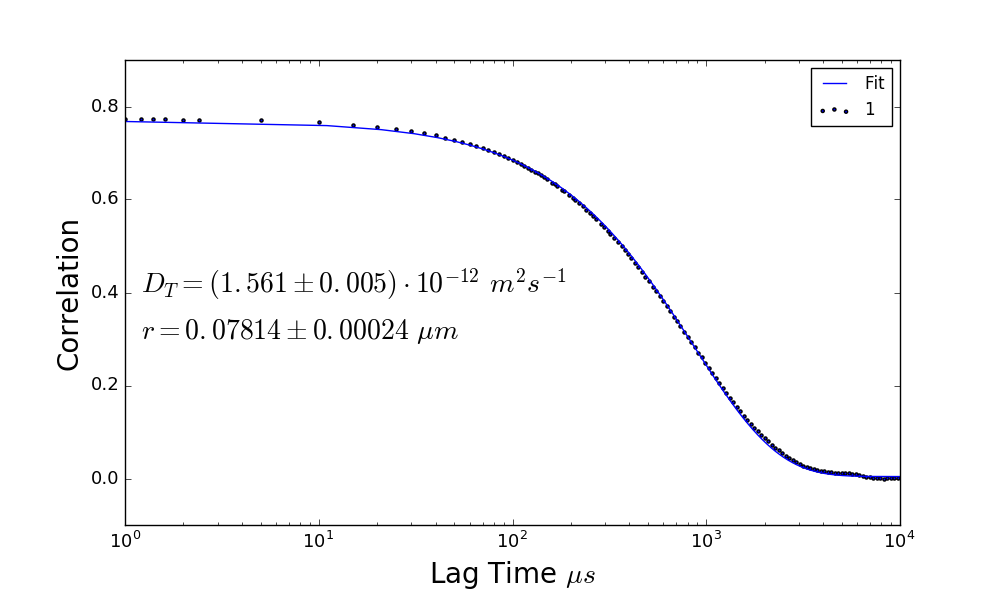 Fit
1
0.8
0.6
0.4
0.2
0.0
Correlation
D_T = (1.561 ± 0.005) · 10^{-12} m^2s^{-1}
r = 0.07814 ± 0.00024 μm
10^0 10^1 10^2 10^3 10^4
Lag Time μs